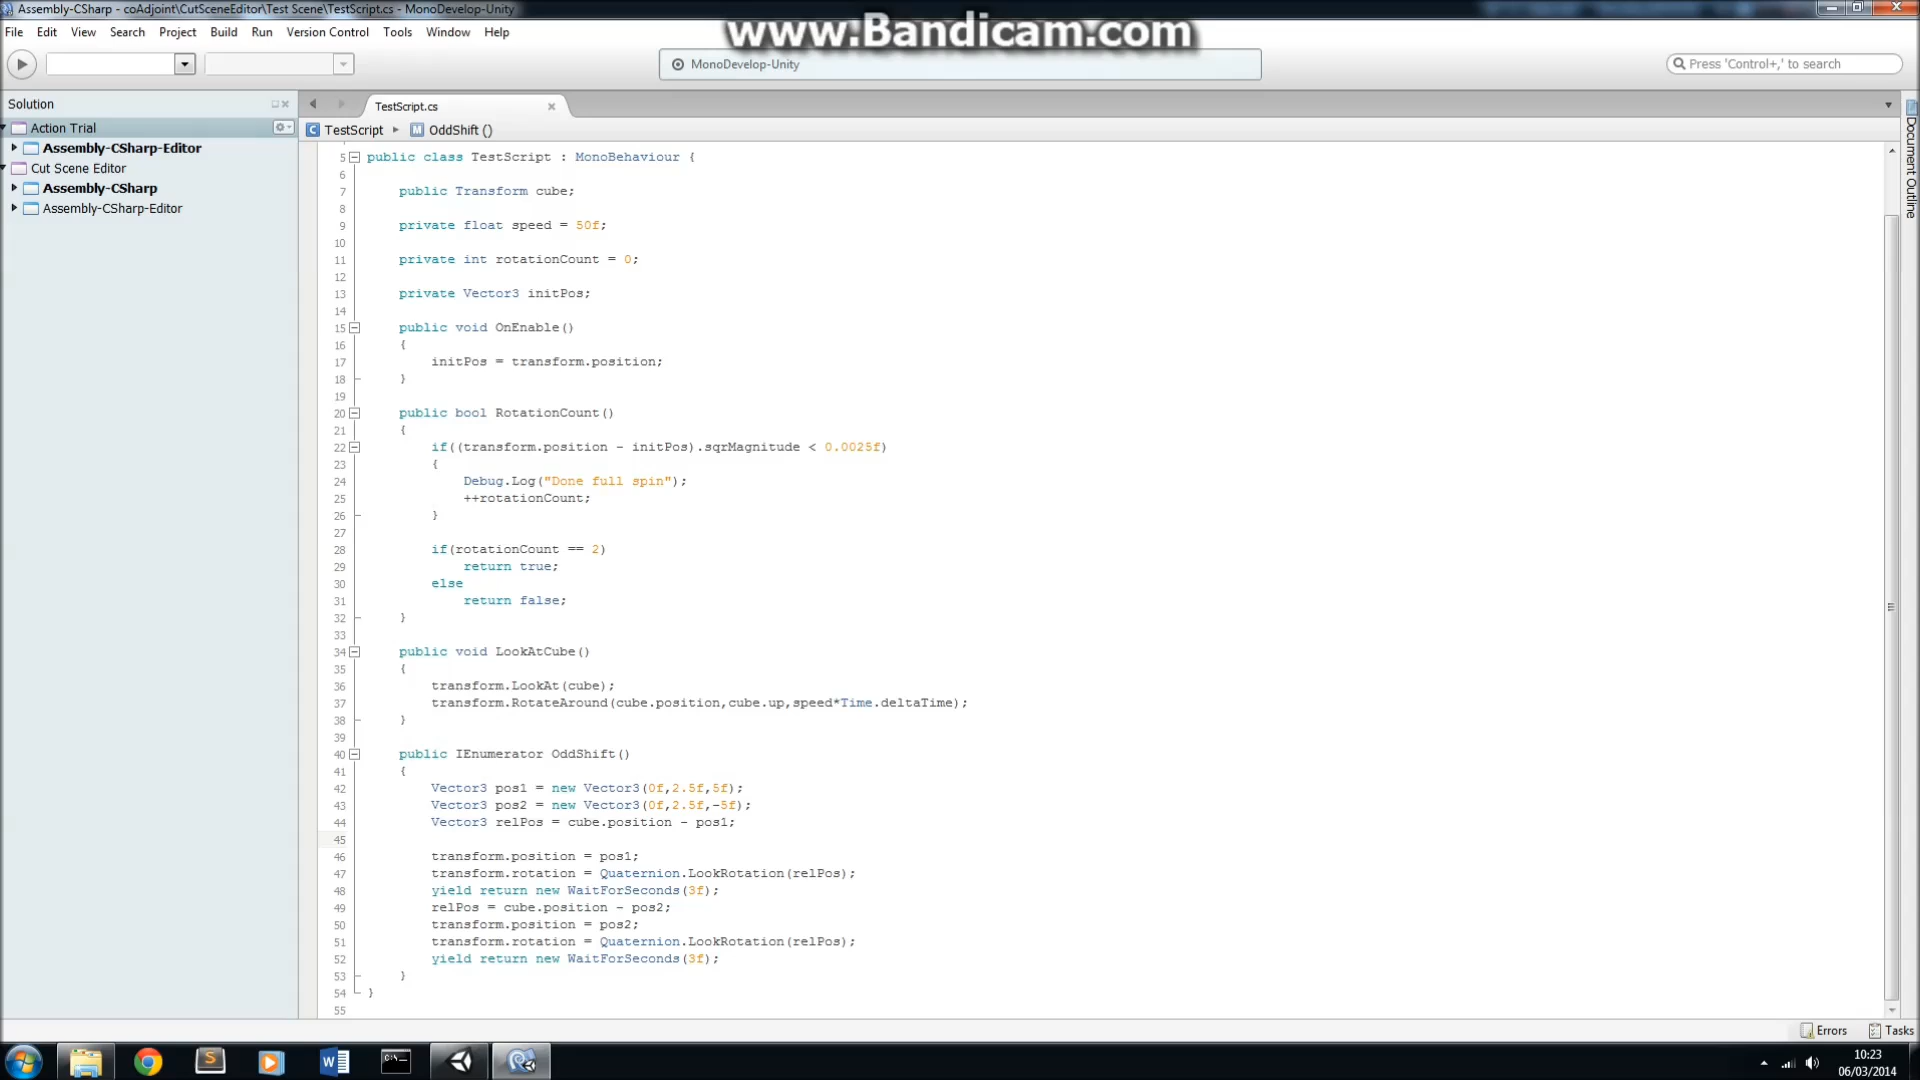 Assembly-CSharp - coAdjoint\CutSceneEditor\Test Scene\TestScript.cs - MonoDevelop-Unity
www.Bandicam.com
File Edit View Search Project Build Run Version Control Tools Window Help
MonoDevelop-Unity
Press 'Control+,' to search
Solution
Action Trial
Assembly-CSharp-Editor
Cut Scene Editor
Assembly-CSharp
Assembly-CSharp-Editor
TestScript.cs
TestScript OddShift ()
5 public class TestScript : MonoBehaviour {
6
7 public Transform cube;
8
9 private float speed = 50f;
10
11 private int rotationCount = 0;
12
13 private Vector3 initPos;
14
15 public void OnEnable()
16 {
17 initPos = transform.position;
18 }
19
20 public bool RotationCount()
21 {
22 if((transform.position - initPos).sqrMagnitude < 0.0025f)
23 {
24 Debug.Log("Done full spin");
25 ++rotationCount;
26 }
27
28 if(rotationCount == 2)
29 return true;
30 else
31 return false;
32 }
33
34 public void LookAtCube()
35 {
36 transform.LookAt(cube);
37 transform.RotateAround(cube.position,cube.up,speed*Time.deltaTime);
38 }
39
40 public IEnumerator OddShift()
41 {
42 Vector3 pos1 = new Vector3(0f,2.5f,5f);
43 Vector3 pos2 = new Vector3(0f,2.5f,-5f);
44 Vector3 relPos = cube.position - pos1;
45
46 transform.position = pos1;
47 transform.rotation = Quaternion.LookRotation(relPos);
48 yield return new WaitForSeconds(3f);
49 relPos = cube.position - pos2;
50 transform.position = pos2;
51 transform.rotation = Quaternion.LookRotation(relPos);
52 yield return new WaitForSeconds(3f);
53 }
54 }
55
Document Outline
Errors Tasks
10:23
06/03/2014